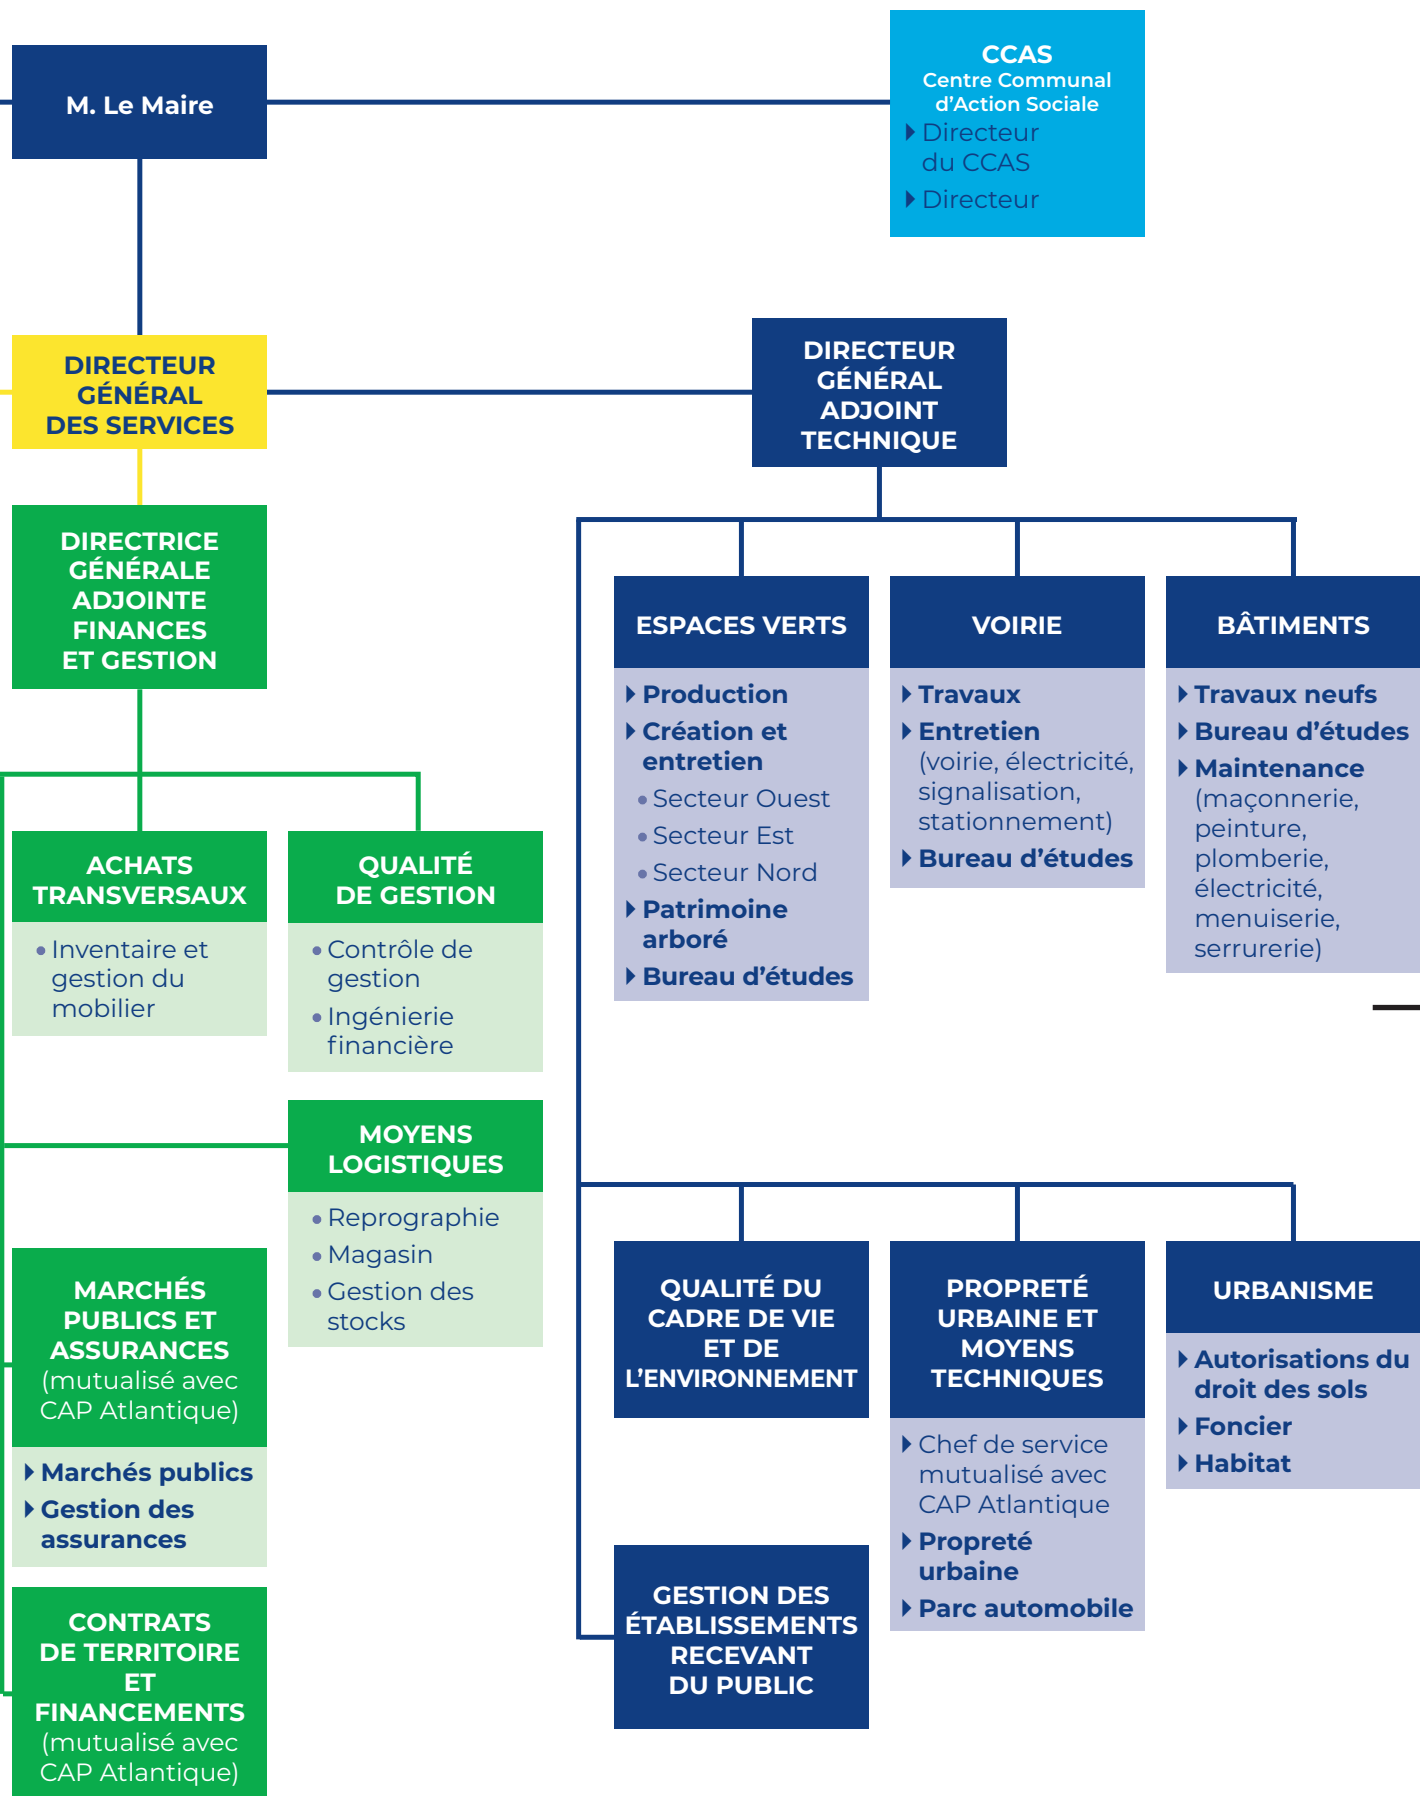 M. Le Maire
CCAS
Centre Communal
d’Action Sociale
Directeur
du CCAS
Directeur
DIRECTEUR
GÉNÉRAL
DES SERVICES
DIRECTEUR
GÉNÉRAL
ADJOINT
TECHNIQUE
DIRECTRICE
GÉNÉRALE
ADJOINTE
FINANCES
ET GESTION
ESPACES VERTS
Production
Création et
entretien
Secteur Ouest
Secteur Est
Secteur Nord
Patrimoine
arboré
Bureau d’études
VOIRIE
Travaux
Entretien
(voirie, électricité,
signalisation,
stationnement)
Bureau d’études
BÂTIMENTS
Travaux neufs
Bureau d’études
Maintenance
(maçonnerie,
peinture,
plomberie,
électricité,
menuiserie,
serrurerie)
ACHATS
TRANSVERSAUX
Inventaire et
gestion du
mobilier
QUALITÉ
DE GESTION
Contrôle de
gestion
Ingénierie
financière
MOYENS
LOGISTIQUES
Reprographie
Magasin
Gestion des
stocks
MARCHÉS
PUBLICS ET
ASSURANCES
(mutualisé avec
CAP Atlantique)
Marchés publics
Gestion des
assurances
CONTRATS
DE TERRITOIRE
ET
FINANCEMENTS
(mutualisé avec
CAP Atlantique)
QUALITÉ DU
CADRE DE VIE
ET DE
L’ENVIRONNEMENT
PROPRETÉ
URBAINE ET
MOYENS
TECHNIQUES
Chef de service
mutualisé avec
CAP Atlantique
Propreté
urbaine
Parc automobile
URBANISME
Autorisations du
droit des sols
Foncier
Habitat
GESTION DES
ÉTABLISSEMENTS
RECEVANT
DU PUBLIC